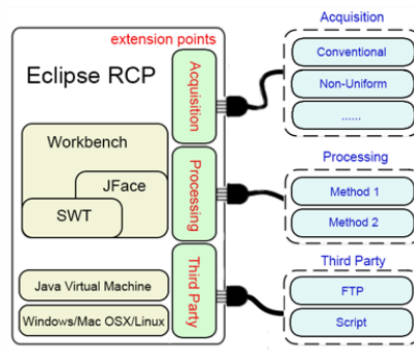 extension points
Eclipse RCP
Workbench
JFace
SWT
Java Virtual Machine
Windows/Mac OSX/Linux
Acquisition
Processing
Third Party
Acquisition
Conventional
Non-Uniform
......
Processing
Method 1
Method 2
Third Party
FTP
Script